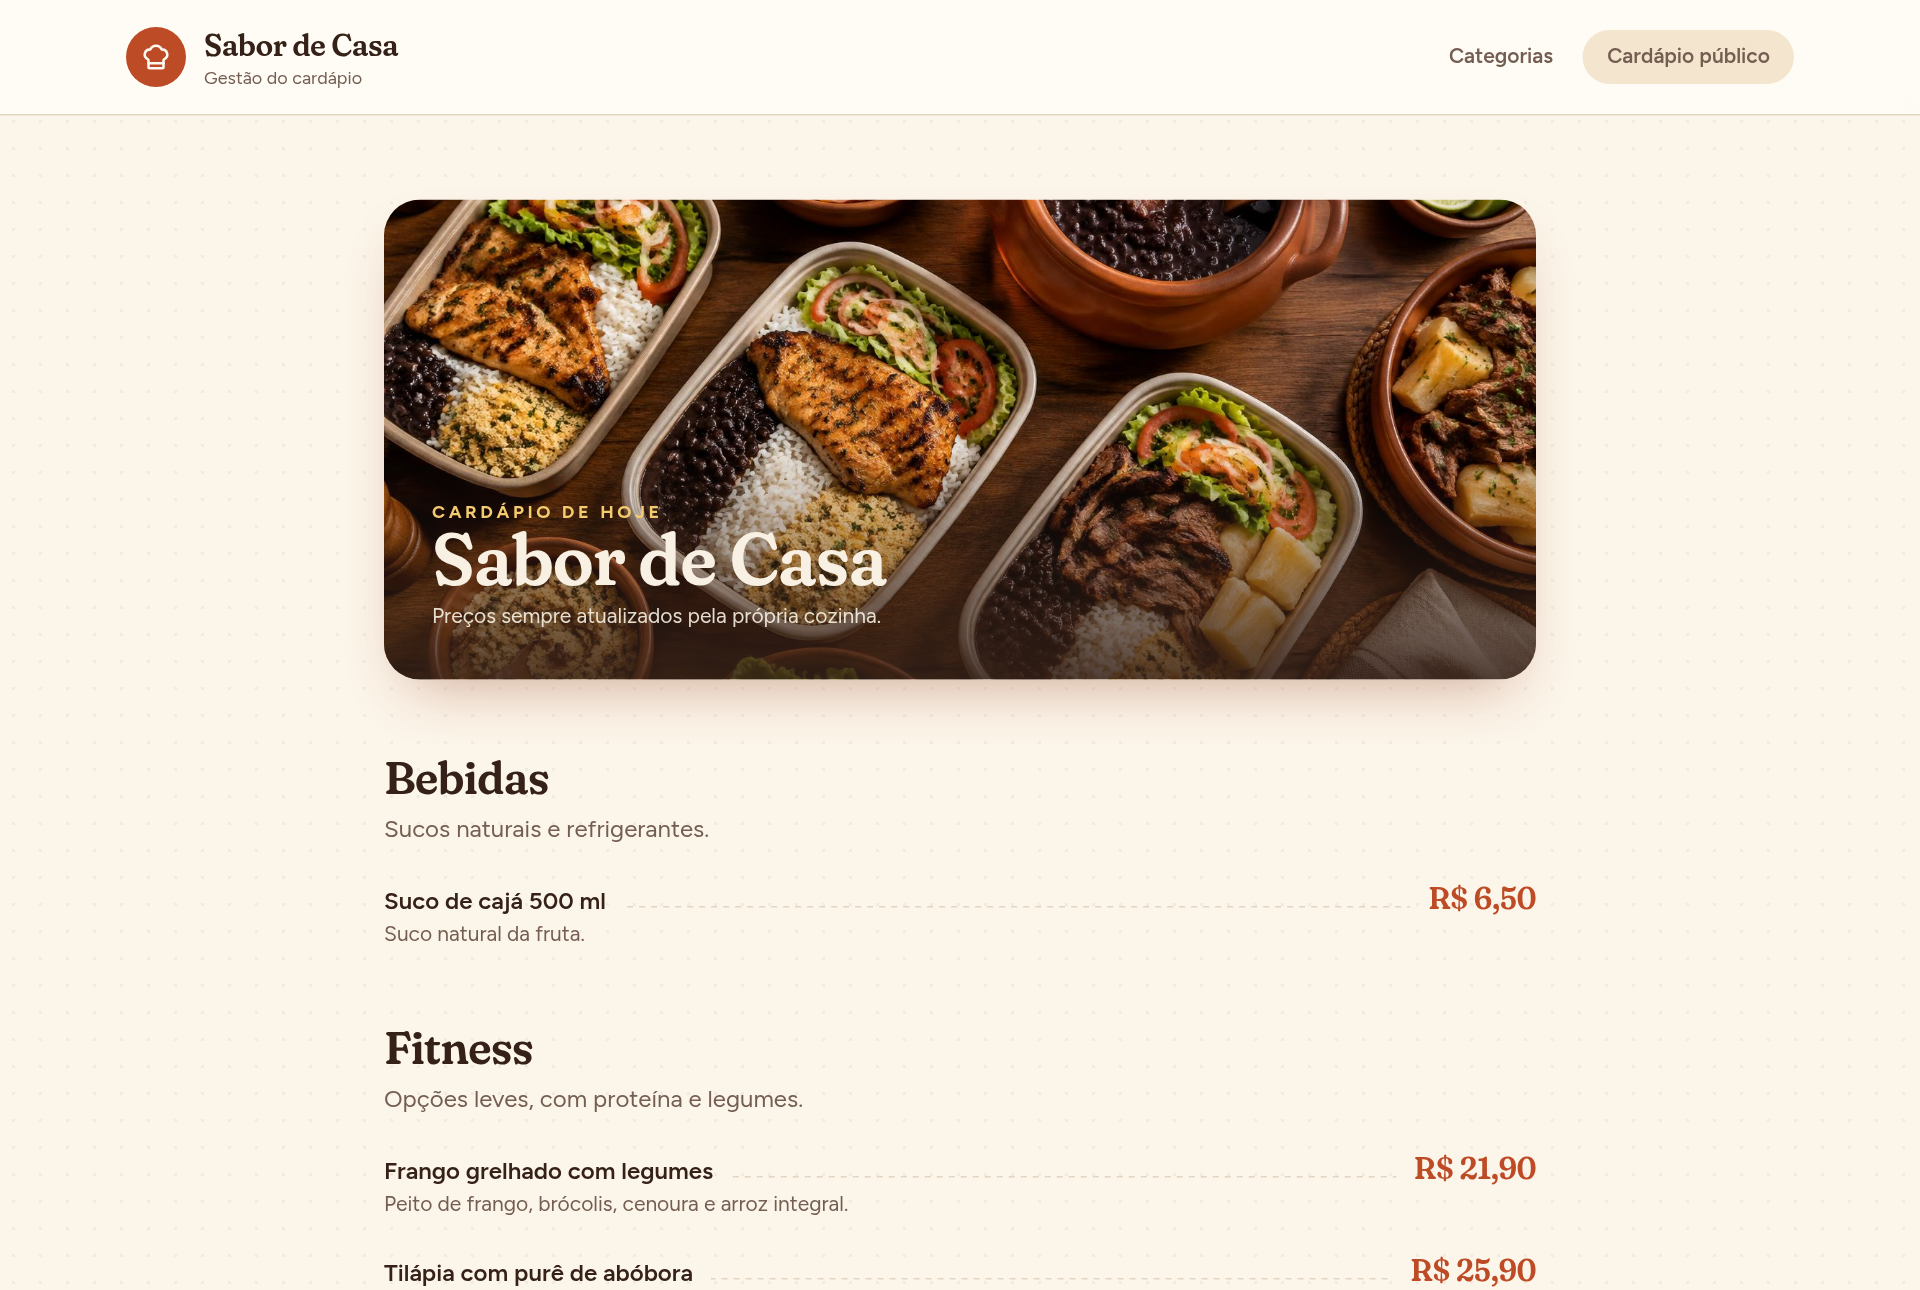 Sabor de Casa
Gestão do cardápio
Categorias
Cardápio público
CARDÁPIO DE HOJE
Sabor de Casa
Preços sempre atualizados pela própria cozinha.
Bebidas
Sucos naturais e refrigerantes.
Suco de cajá 500 ml R$ 6,50
Suco natural da fruta.
Fitness
Opções leves, com proteína e legumes.
Frango grelhado com legumes R$ 21,90
Peito de frango, brócolis, cenoura e arroz integral.
Tilápia com purê de abóbora R$ 25,90